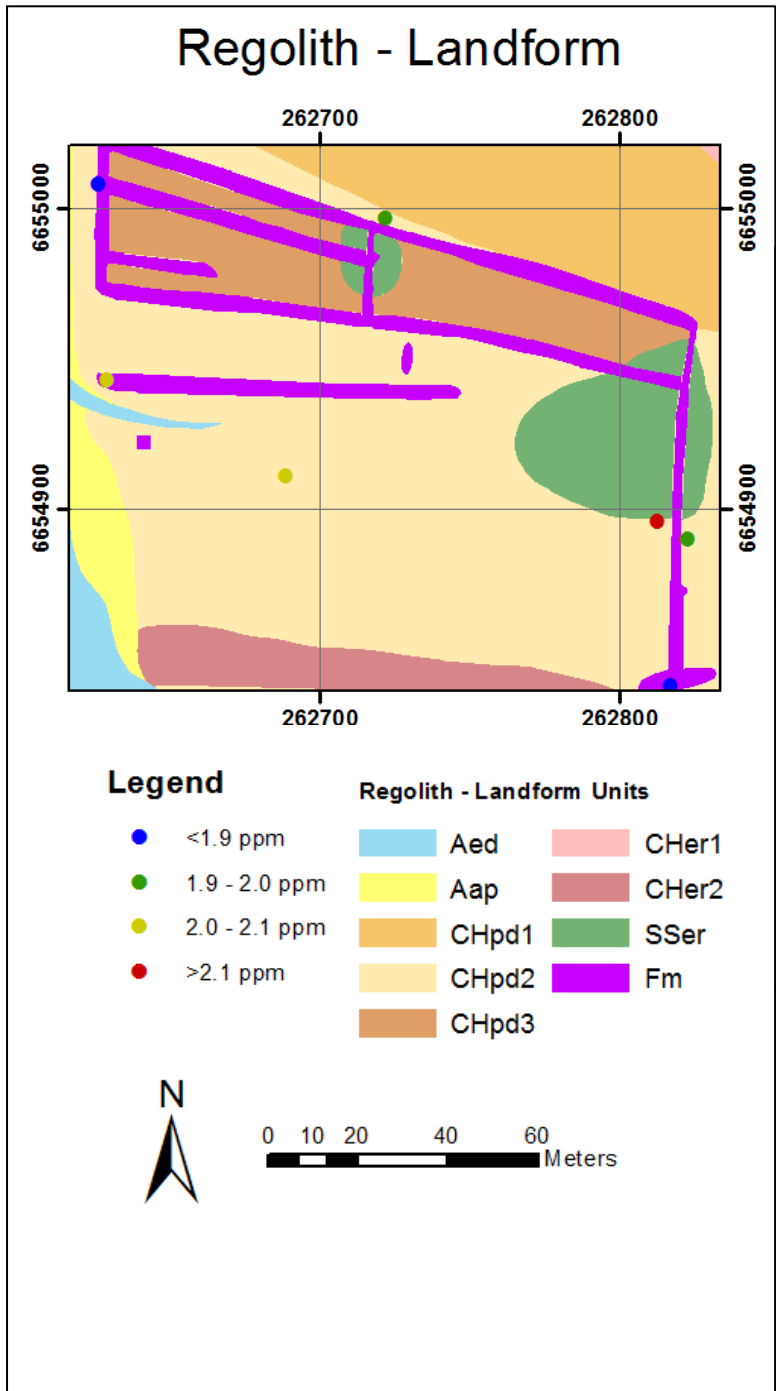 Regolith - Landform
262700 262800
6655000 6655000
6654900 6654900
262700 262800
Legend
<1.9 ppm
1.9 - 2.0 ppm
2.0 - 2.1 ppm
>2.1 ppm
Regolith - Landform Units
Aed
Aap
CHpd1
CHpd2
CHpd3
CHer1
CHer2
SSer
Fm
N
0 10 20 40 60
Meters